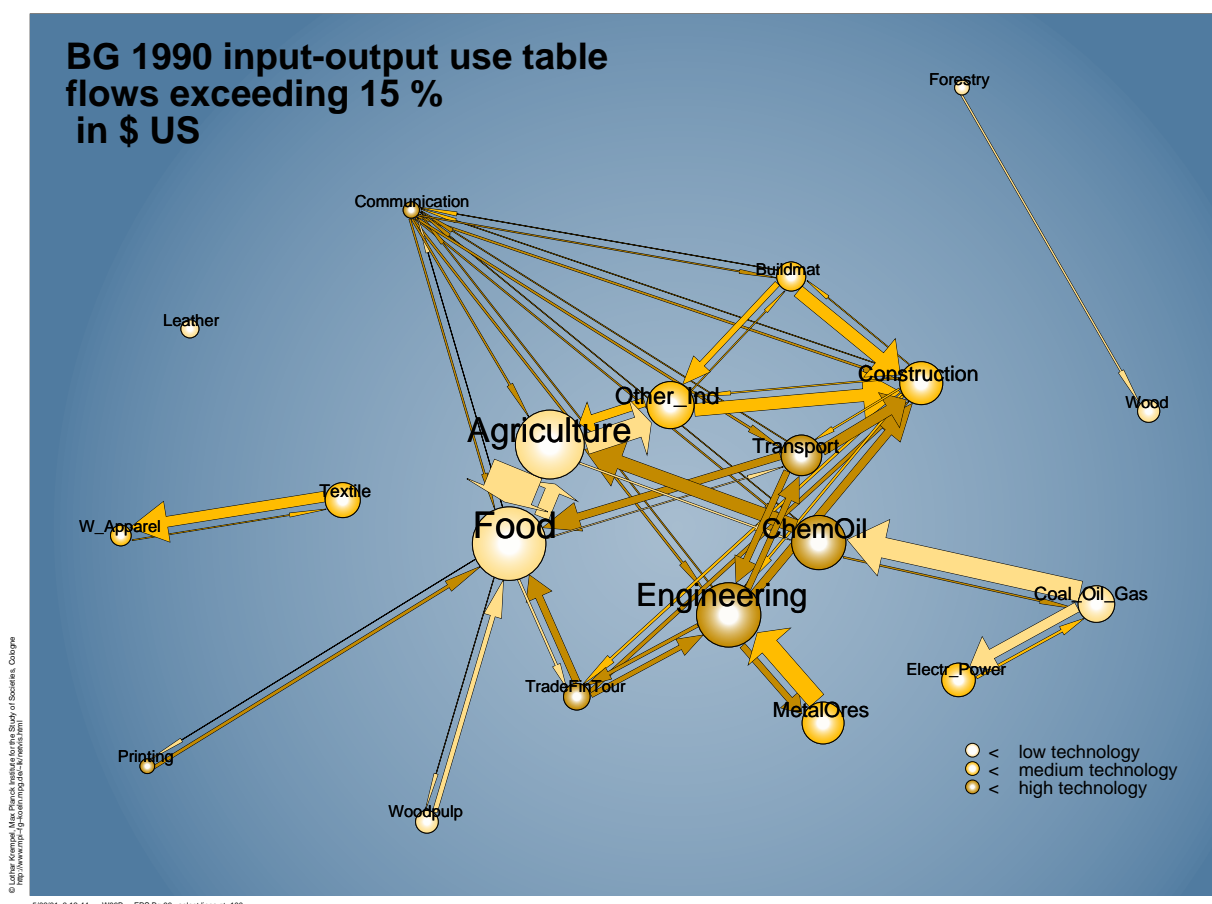 BG 1990 input-output use table
flows exceeding 15 %
in $ US
Forestry
Communication
Buildmat
Leather
Construction
Other_Ind
Wood
Agriculture
Transport
Textile
W_Apparel
Food
ChemOil
Engineering
Coal_Oil_Gas
Electr_Power
TradeFinTour
MetalOres
Printing
Woodpulp
< low technology
< medium technology
< high technology
© Lothar Krempel, Max Planck Institute for the Study of Societies, Cologne